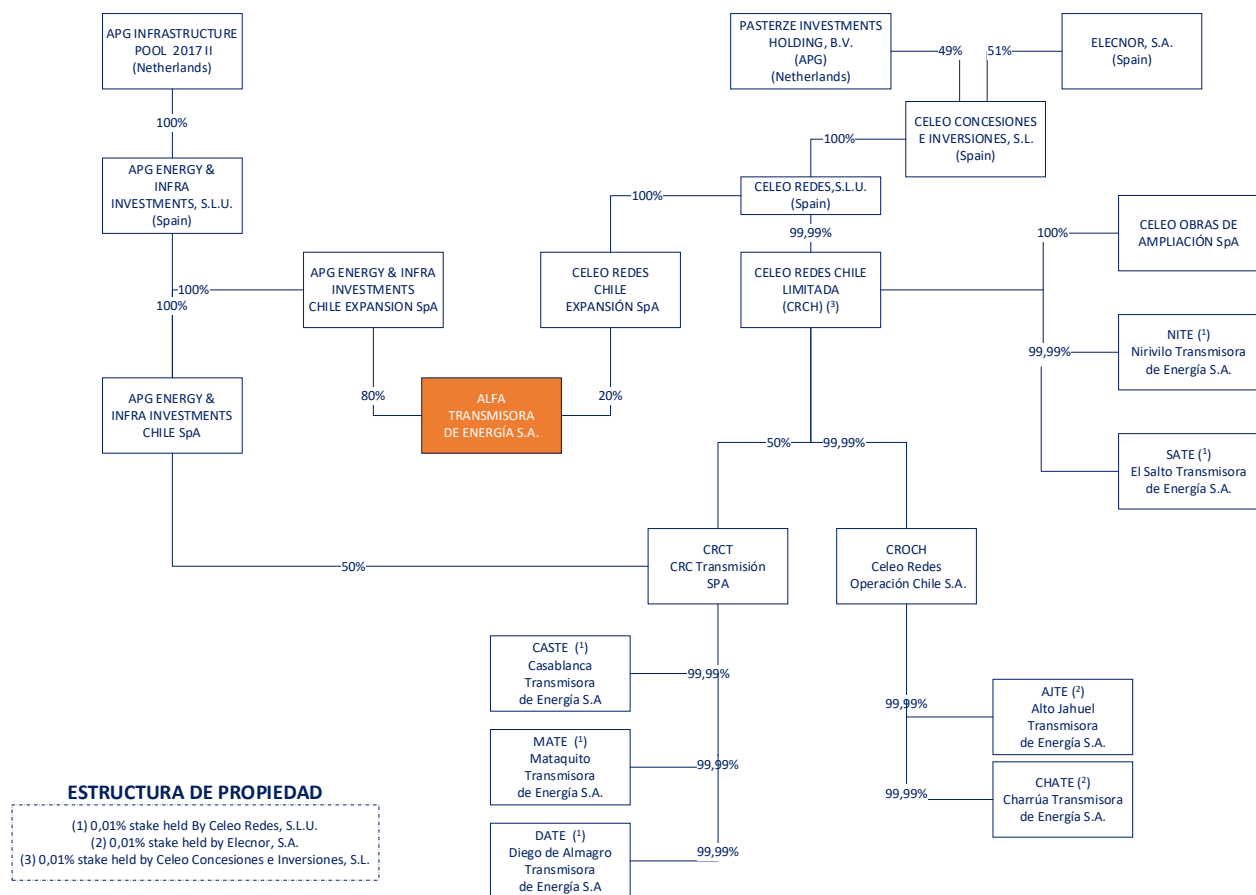 APG INFRASTRUCTURE
POOL 2017 II
(Netherlands)
PASTERZE INVESTMENTS
HOLDING, B.V.
(APG)
(Netherlands)
49%
51%
ELECNOR, S.A.
(Spain)
100%
CELEO CONCESIONES
E INVERSIONES, S.L.
(Spain)
100%
APG ENERGY &
INFRA
INVESTMENTS, S.L.U.
(Spain)
CELEO REDES,S.L.U.
(Spain)
100%
99,99%
100%
CELEO OBRAS DE
AMPLIACIÓN SpA
APG ENERGY & INFRA
INVESTMENTS
CHILE EXPANSION SpA
CELEO REDES
CHILE
EXPANSIÓN SpA
CELEO REDES CHILE
LIMITADA
(CRCH) (³)
100%
100%
99,99%
NITE (¹)
Nirivilo Transmisora
de Energía S.A.
APG ENERGY &
INFRA INVESTMENTS
CHILE SpA
80%
ALFA
TRANSMISORA
DE ENERGÍA S.A.
20%
50%
99,99%
SATE (¹)
El Salto Transmisora
de Energía S.A.
50%
CRCT
CRC Transmisión
SPA
CROCH
Celeo Redes
Operación Chile S.A.
CASTE (¹)
Casablanca
Transmisora
de Energía S.A
99,99%
99,99%
AJTE (²)
Alto Jahuel
Transmisora
de Energía S.A.
MATE (¹)
Mataquito
Transmisora
de Energía S.A.
99,99%
99,99%
CHATE (²)
Charrúa Transmisora
de Energía S.A.
DATE (¹)
Diego de Almagro
Transmisora
de Energía S.A
99,99%
ESTRUCTURA DE PROPIEDAD
(1) 0,01% stake held By Celeo Redes, S.L.U.
(2) 0,01% stake held by Elecnor, S.A.
(3) 0,01% stake held by Celeo Concesiones e Inversiones, S.L.